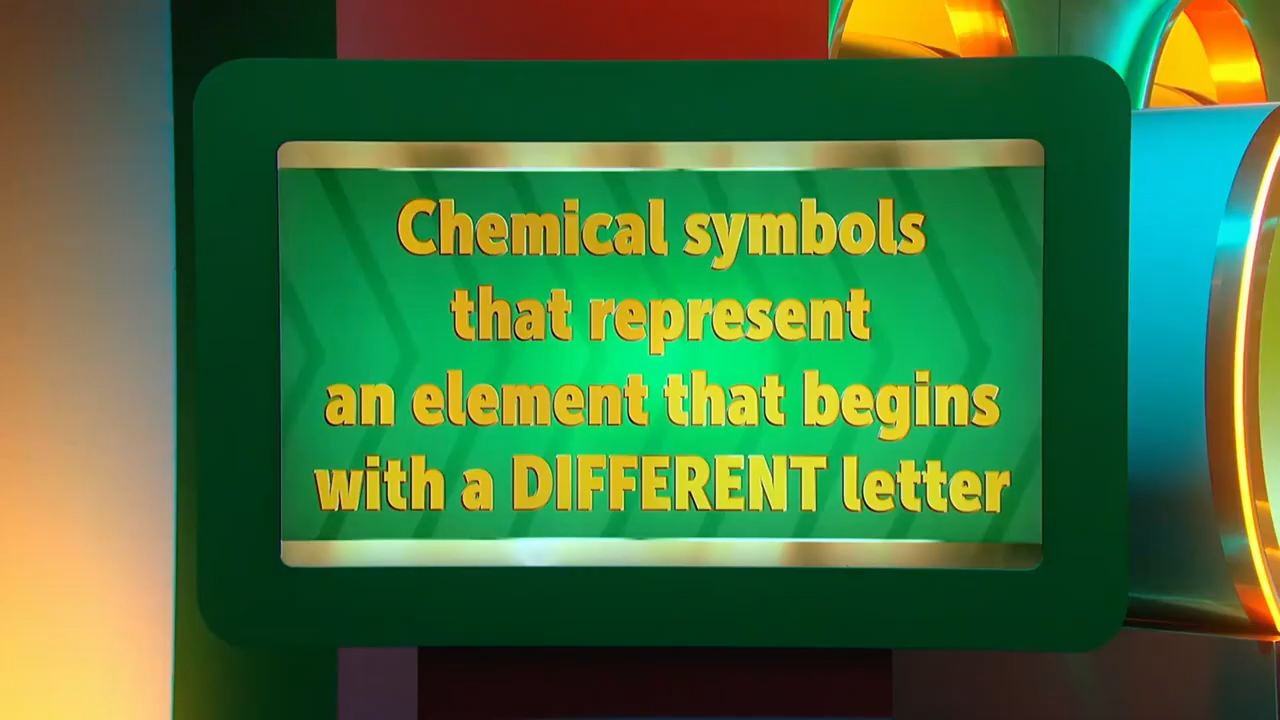 Chemical symbols
that represent
an element that begins
with a DIFFERENT letter